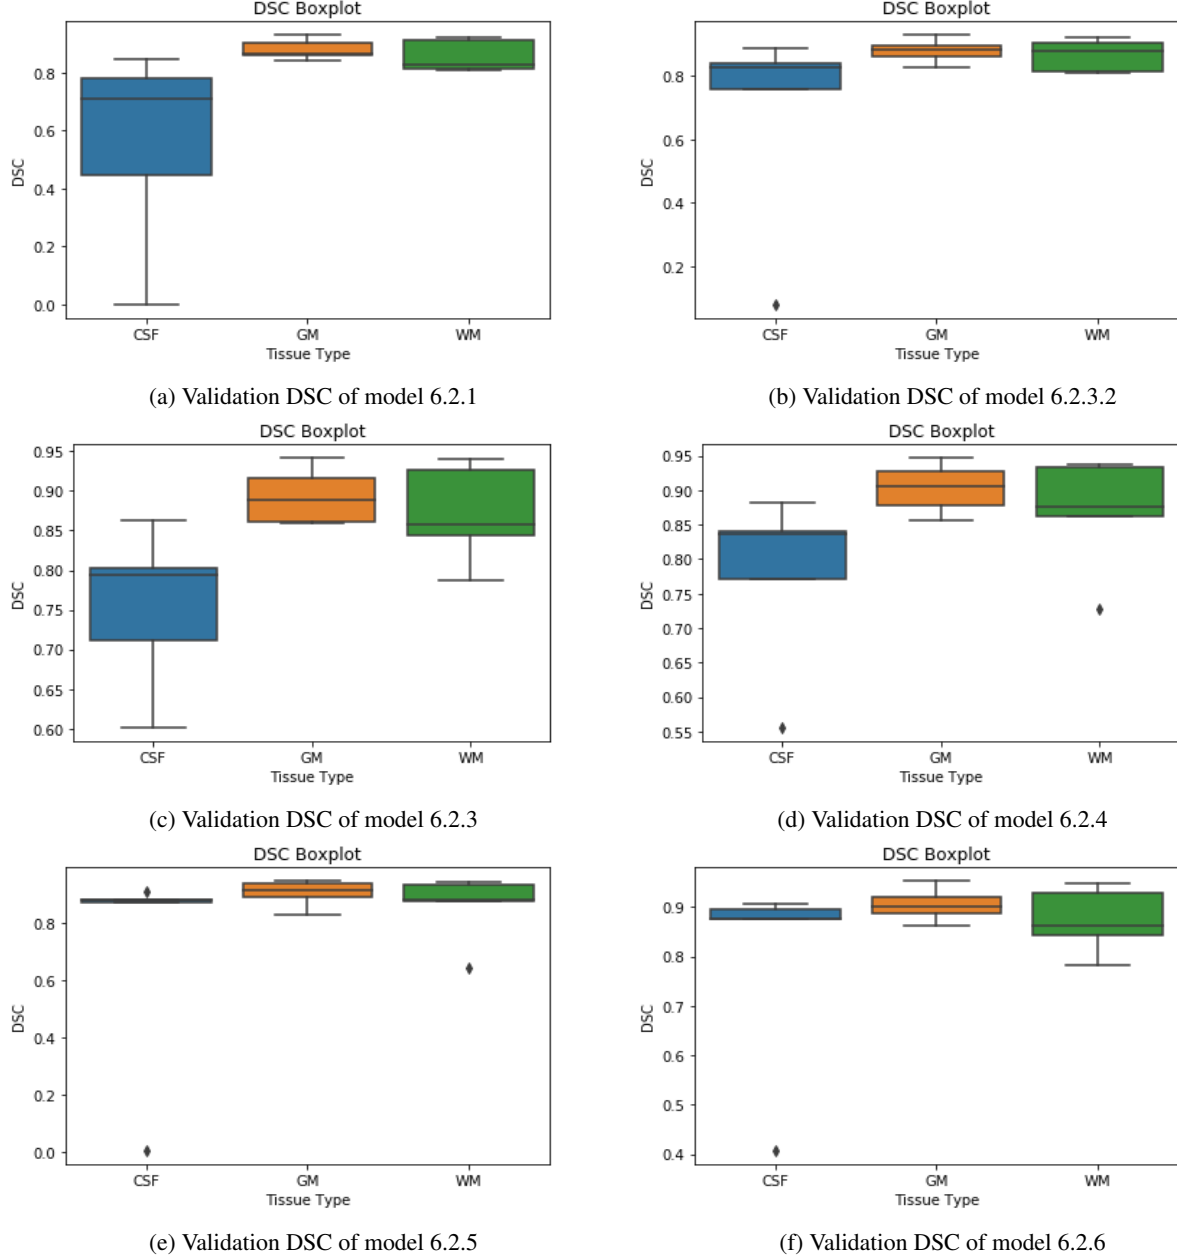 DSC Boxplot
DSC
0.8
0.6
0.4
0.2
0.0
CSF GM WM
Tissue Type
(a) Validation DSC of model 6.2.1
DSC Boxplot
DSC
0.8
0.6
0.4
0.2
CSF GM WM
Tissue Type
(b) Validation DSC of model 6.2.3.2
DSC Boxplot
DSC
0.95
0.90
0.85
0.80
0.75
0.70
0.65
0.60
CSF GM WM
Tissue Type
(c) Validation DSC of model 6.2.3
DSC Boxplot
DSC
0.95
0.90
0.85
0.80
0.75
0.70
0.65
0.60
0.55
CSF GM WM
Tissue Type
(d) Validation DSC of model 6.2.4
DSC Boxplot
DSC
0.8
0.6
0.4
0.2
0.0
CSF GM WM
Tissue Type
(e) Validation DSC of model 6.2.5
DSC Boxplot
DSC
0.9
0.8
0.7
0.6
0.5
0.4
CSF GM WM
Tissue Type
(f) Validation DSC of model 6.2.6